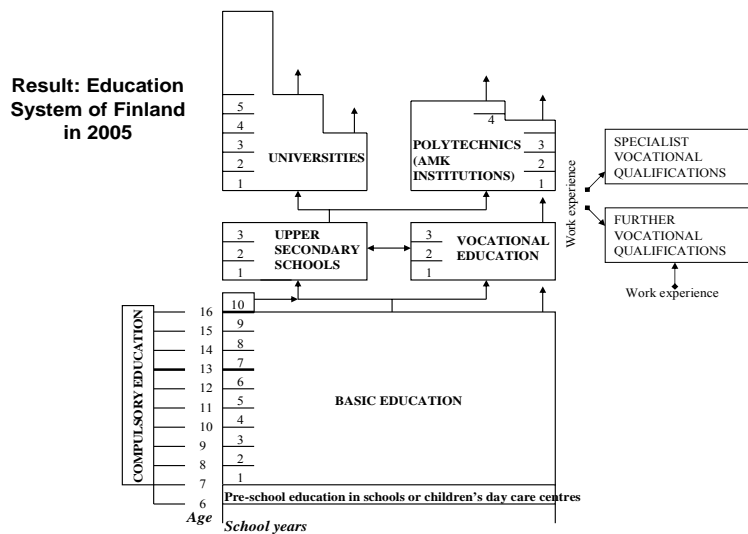 Result: Education
System of Finland
in 2005
5
4
3
2
1
UNIVERSITIES
4
POLYTECHNICS
(AMK
INSTITUTIONS)
3
2
1
Work experience
SPECIALIST
VOCATIONAL
QUALIFICATIONS
FURTHER
VOCATIONAL
QUALIFICATIONS
Work experience
3
2
1
UPPER
SECONDARY
SCHOOLS
3
2
1
VOCATIONAL
EDUCATION
COMPULSORY EDUCATION
16
15
14
13
12
11
10
9
8
7
6
Age
10
9
8
7
6
5
4
3
2
1
BASIC EDUCATION
Pre-school education in schools or children's day care centres
School years